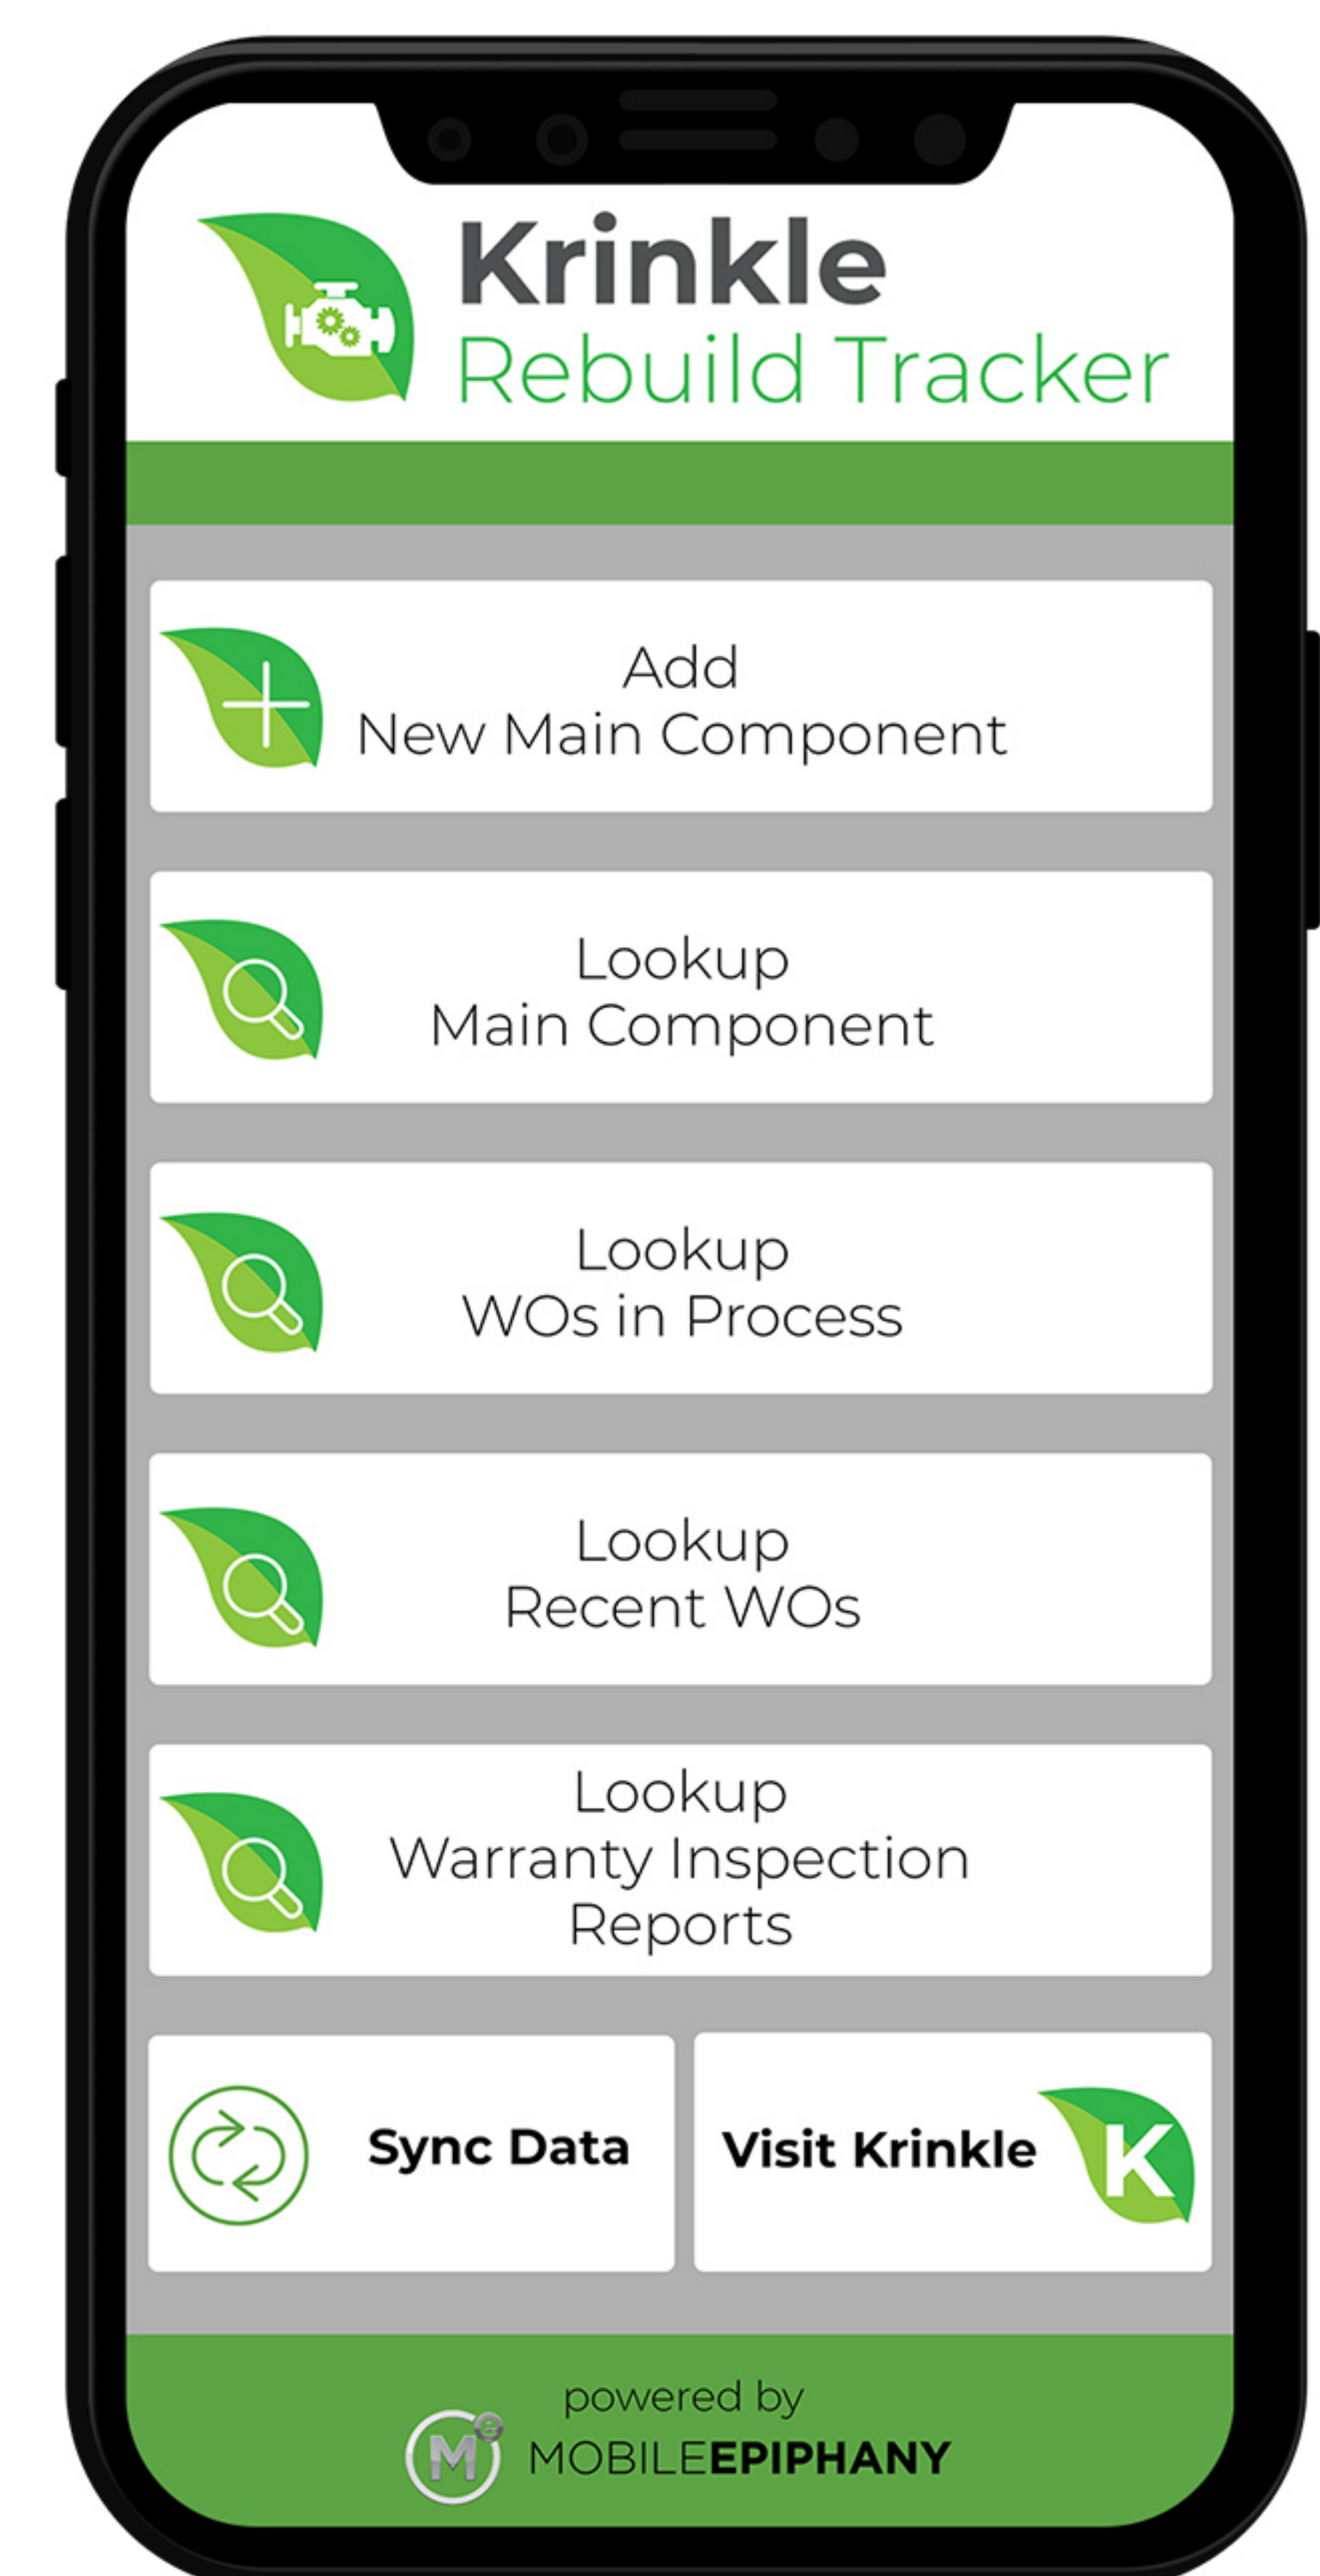 Krinkle
Rebuild Tracker
Add
New Main Component
Lookup
Main Component
Lookup
WOs in Process
Lookup
Recent WOs
Lookup
Warranty Inspection
Reports
Sync Data
Visit Krinkle
K
powered by
Me
MOBILEEPIPHANY